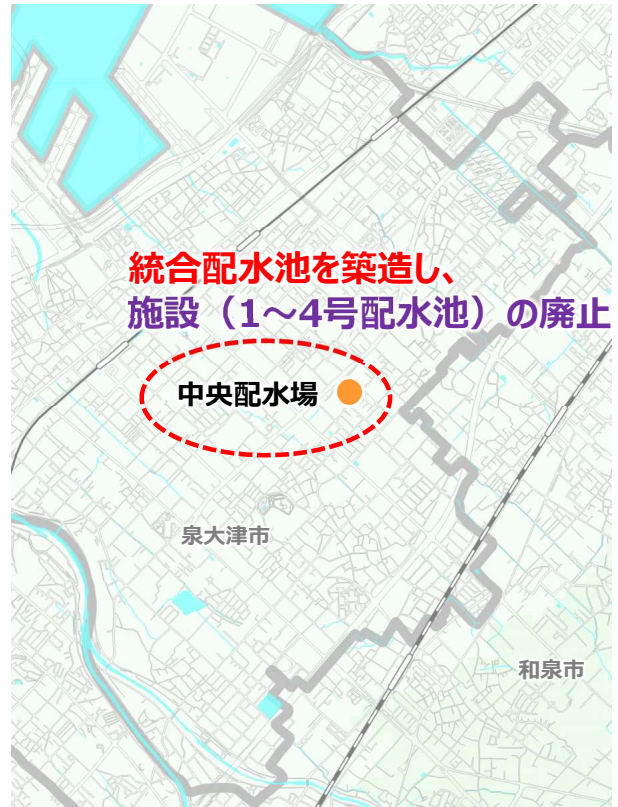 統合配水池を築造し、
施設（1～4号配水池）の廃止
中央配水場
泉大津市
和泉市